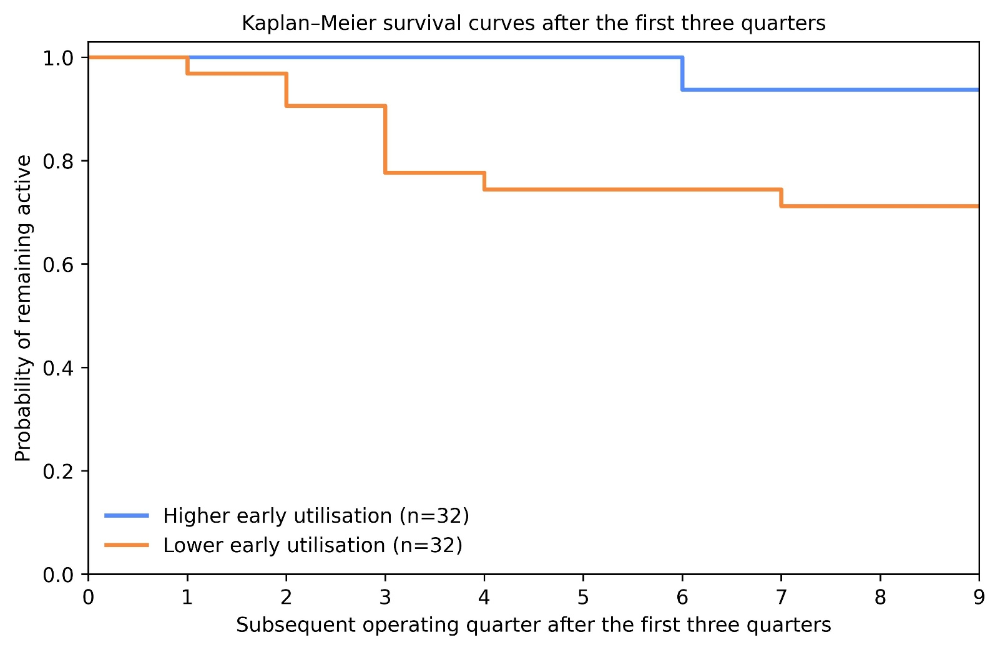 Kaplan–Meier survival curves after the first three quarters
Probability of remaining active
1.0
0.8
0.6
0.4
0.2
0.0
Higher early utilisation (n=32)
Lower early utilisation (n=32)
0 1 2 3 4 5 6 7 8 9
Subsequent operating quarter after the first three quarters